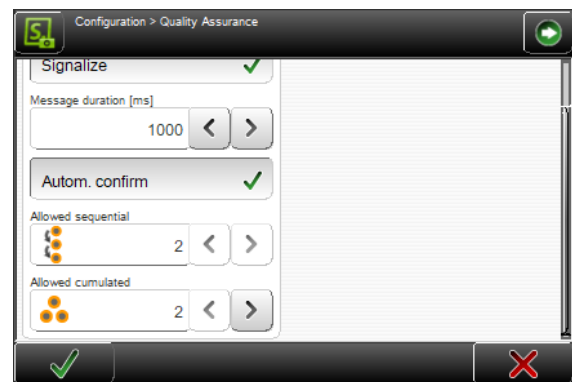 Configuration > Quality Assurance
Signalize
Message duration [ms]
1000
Autom. confirm
Allowed sequential
2
Allowed cumulated
2